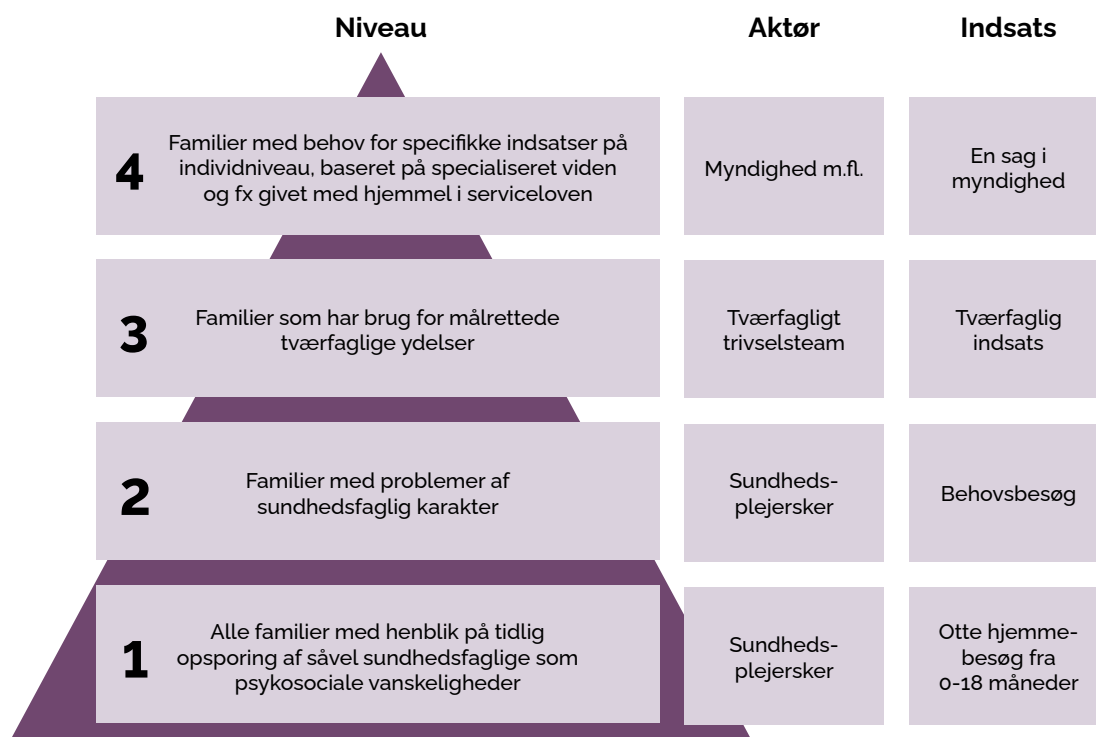 Niveau
Aktør
Indsats
4
Familier med behov for specifikke indsatser på
individniveau, baseret på specialiseret viden
og fx givet med hjemmel i serviceloven
Myndighed m.fl.
En sag i
myndighed
3
Familier som har brug for målrettede
tværfaglige ydelser
Tværfagligt
trivselsteam
Tværfaglig
indsats
2
Familier med problemer af
sundhedsfaglig karakter
Sundheds-
plejersker
Behovsbesøg
1
Alle familier med henblik på tidlig
opsporing af såvel sundhedsfaglige som
psykosociale vanskeligheder
Sundheds-
plejersker
Otte hjemme-
besøg fra
0-18 måneder